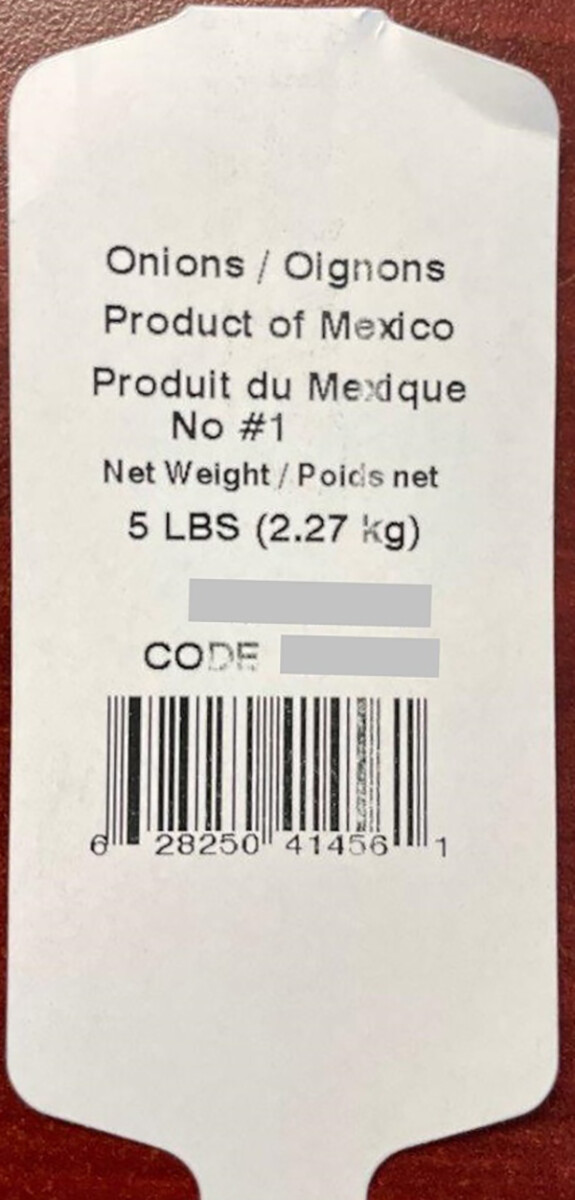 Onions / Oignons
Product of Mexico
Produit du Mexique
No #1
Net Weight / Poids net
5 LBS (2.27 kg)
CODE
6 28250 41456 1